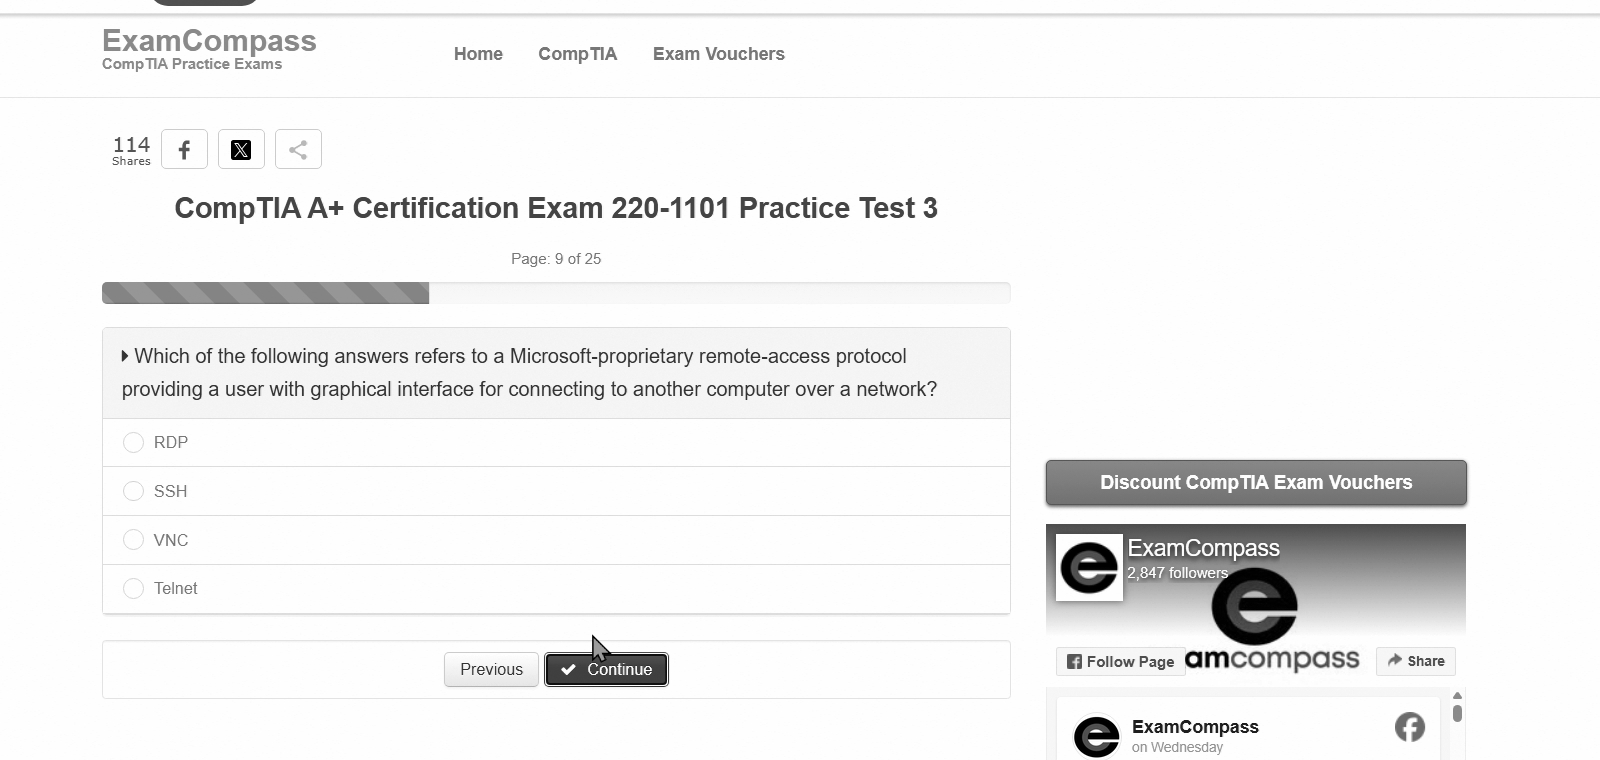 ExamCompass
CompTIA Practice Exams
Home
CompTIA
Exam Vouchers
114
Shares
CompTIA A+ Certification Exam 220-1101 Practice Test 3
Page: 9 of 25
Which of the following answers refers to a Microsoft-proprietary remote-access protocol
providing a user with graphical interface for connecting to another computer over a network?
RDP
SSH
VNC
Telnet
Previous
Continue
Discount CompTIA Exam Vouchers
ExamCompass
2,847 followers
amcompass
Follow Page
Share
ExamCompass
on Wednesday